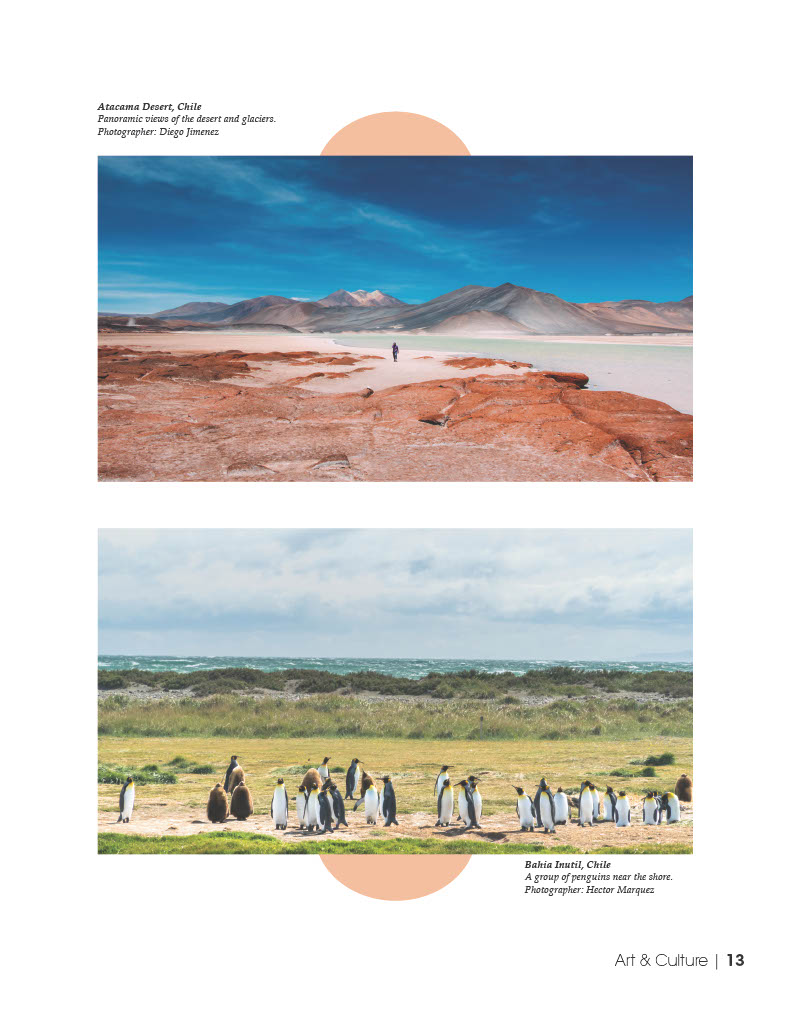 Atacama Desert, Chile
Panoramic views of the desert and glaciers.
Photographer: Diego Jimenez
Bahia Inutil, Chile
A group of penguins near the shore.
Photographer: Hector Marquez
Art & Culture | 13